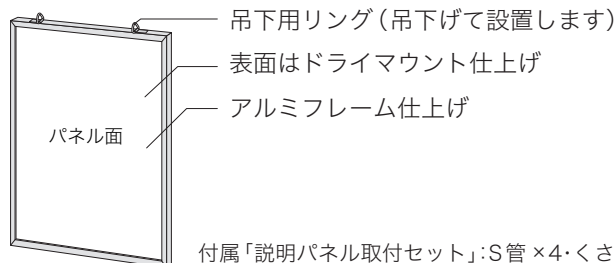 吊下用リング(吊下げて設置します)
表面はドライマウント仕上げ
アルミフレーム仕上げ
パネル面
付属「説明パネル取付セット」:S管×4・くさ